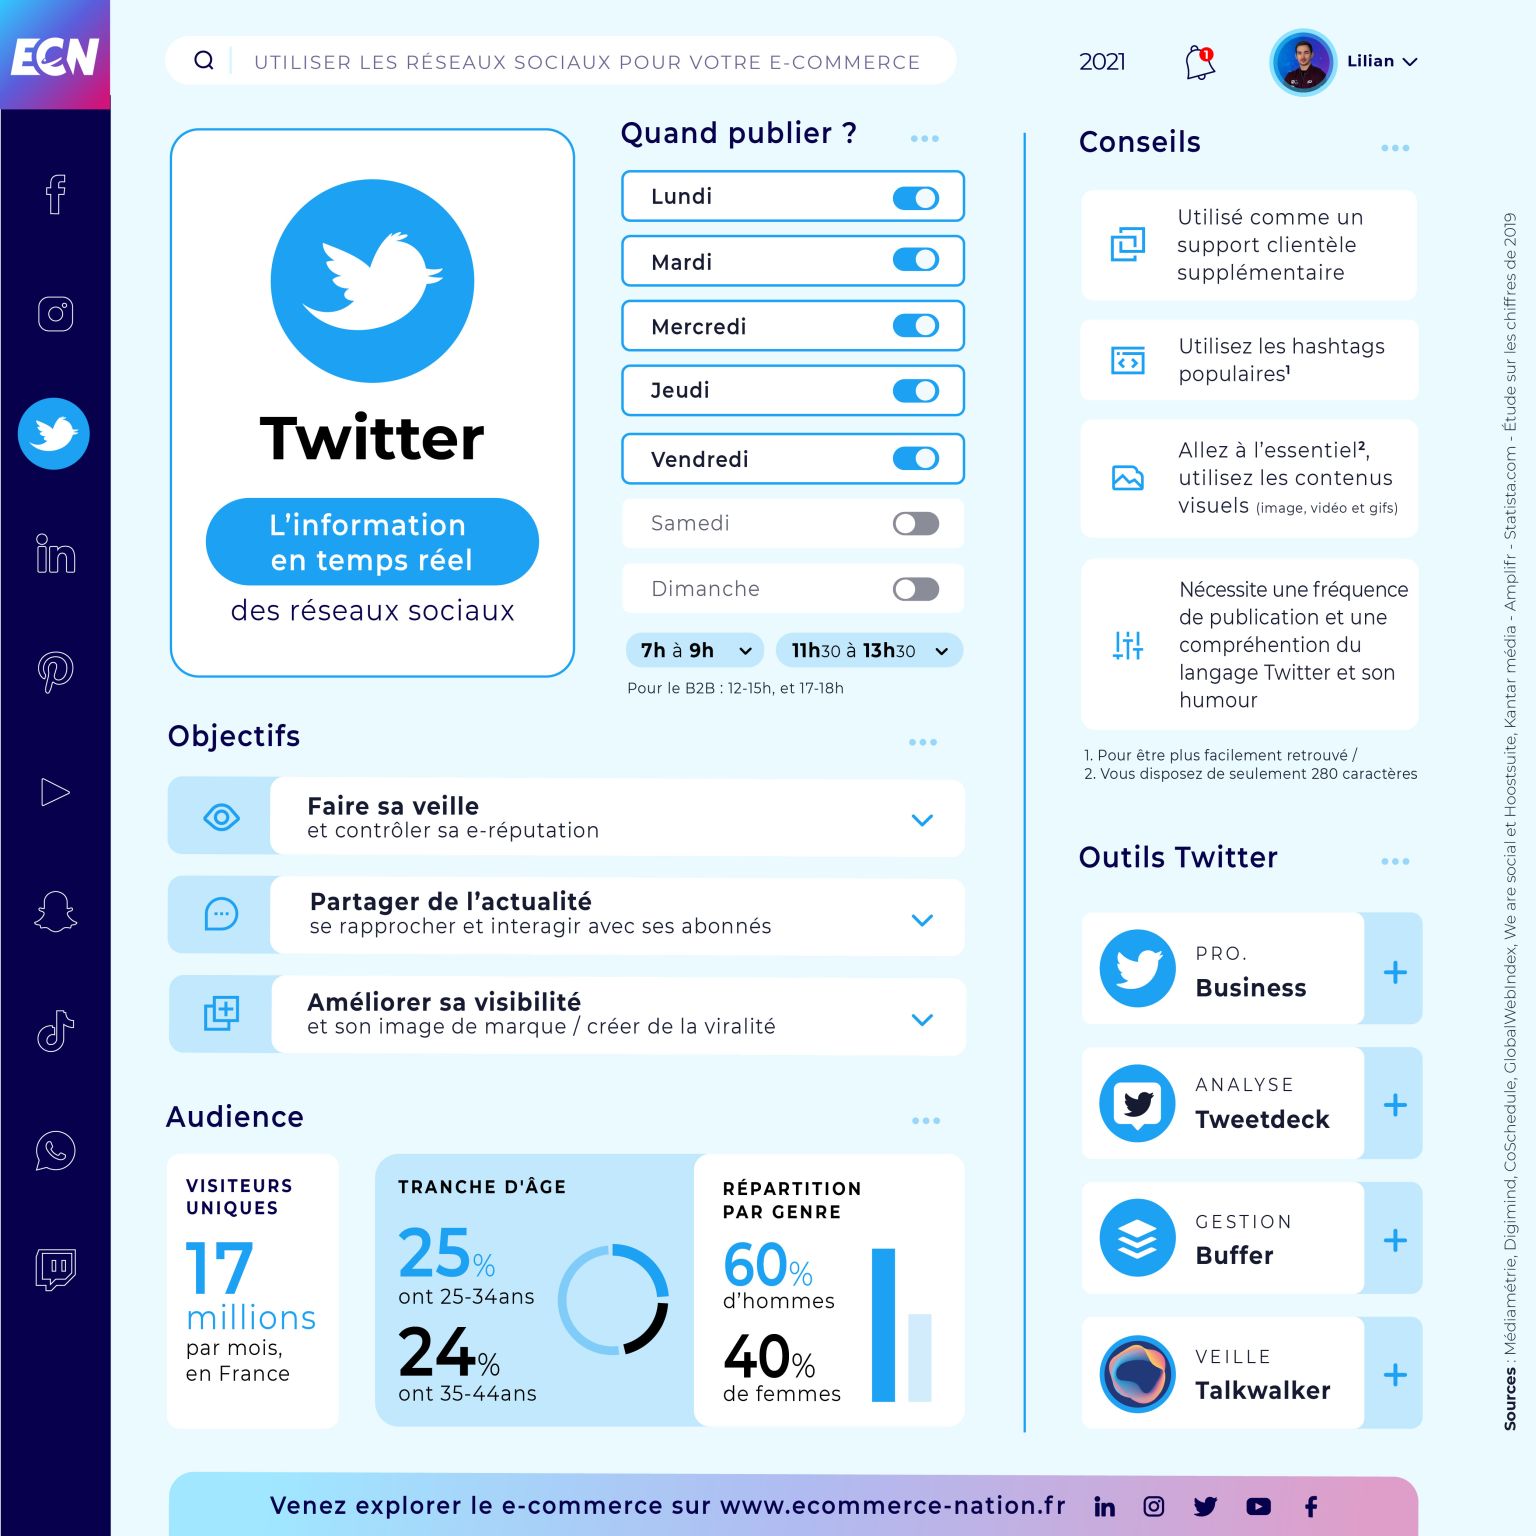 ECN
UTILISER LES RÉSEAUX SOCIAUX POUR VOTRE E-COMMERCE
2021
1
Lilian
Twitter
L'information
en temps réel
des réseaux sociaux
Quand publier ?
Lundi
Mardi
Mercredi
Jeudi
Vendredi
Samedi
Dimanche
7h à 9h
11h30 à 13h30
Pour le B2B : 12-15h, et 17-18h
Objectifs
Faire sa veille
et contrôler sa e-réputation
Partager de l'actualité
se rapprocher et interagir avec ses abonnés
Améliorer sa visibilité
et son image de marque / créer de la viralité
Audience
VISITEURS
UNIQUES
17
millions
par mois,
en France
TRANCHE D'ÂGE
25%
ont 25-34ans
24%
ont 35-44ans
RÉPARTITION
PAR GENRE
60%
d'hommes
40%
de femmes
Conseils
Utilisé comme un
support clientèle
supplémentaire
Utilisez les hashtags
populaires¹
Allez à l'essentiel²,
utilisez les contenus
visuels (image, vidéo et gifs)
Nécessite une fréquence
de publication et une
compréhention du
langage Twitter et son
humour
1. Pour être plus facilement retrouvé /
2. Vous disposez de seulement 280 caractères
Outils Twitter
PRO.
Business
ANALYSE
Tweetdeck
GESTION
Buffer
VEILLE
Talkwalker
Sources : Médiamétrie, Digimind, CoSchedule, GlobalWebIndex, We are social et Hoostsuite, Kantar média - Amplifr - Statista.com - Étude sur les chiffres de 2019
Venez explorer le e-commerce sur www.ecommerce-nation.fr